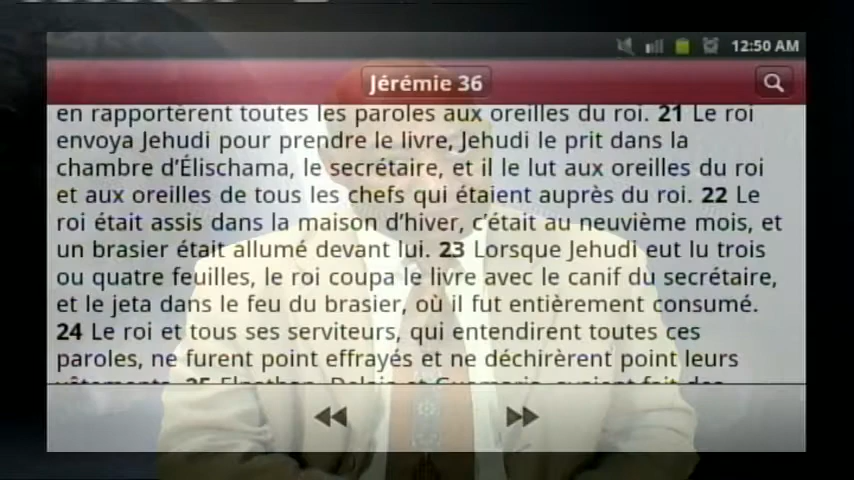 12:50 AM
Jérémie 36
en rapportèrent toutes les paroles aux oreilles du roi. 21 Le roi
envoya Jehudi pour prendre le livre, Jehudi le prit dans la
chambre d'Élischama, le secrétaire, et il le lut aux oreilles du roi
et aux oreilles de tous les chefs qui étaient auprès du roi. 22 Le
roi était assis dans la maison d'hiver, c'était au neuvième mois, et
un brasier était allumé devant lui. 23 Lorsque Jehudi eut lu trois
ou quatre feuilles, le roi coupa le livre avec le canif du secrétaire,
et le jeta dans le feu du brasier, où il fut entièrement consumé.
24 Le roi et tous ses serviteurs, qui entendirent toutes ces
paroles, ne furent point effrayés et ne déchirèrent point leurs